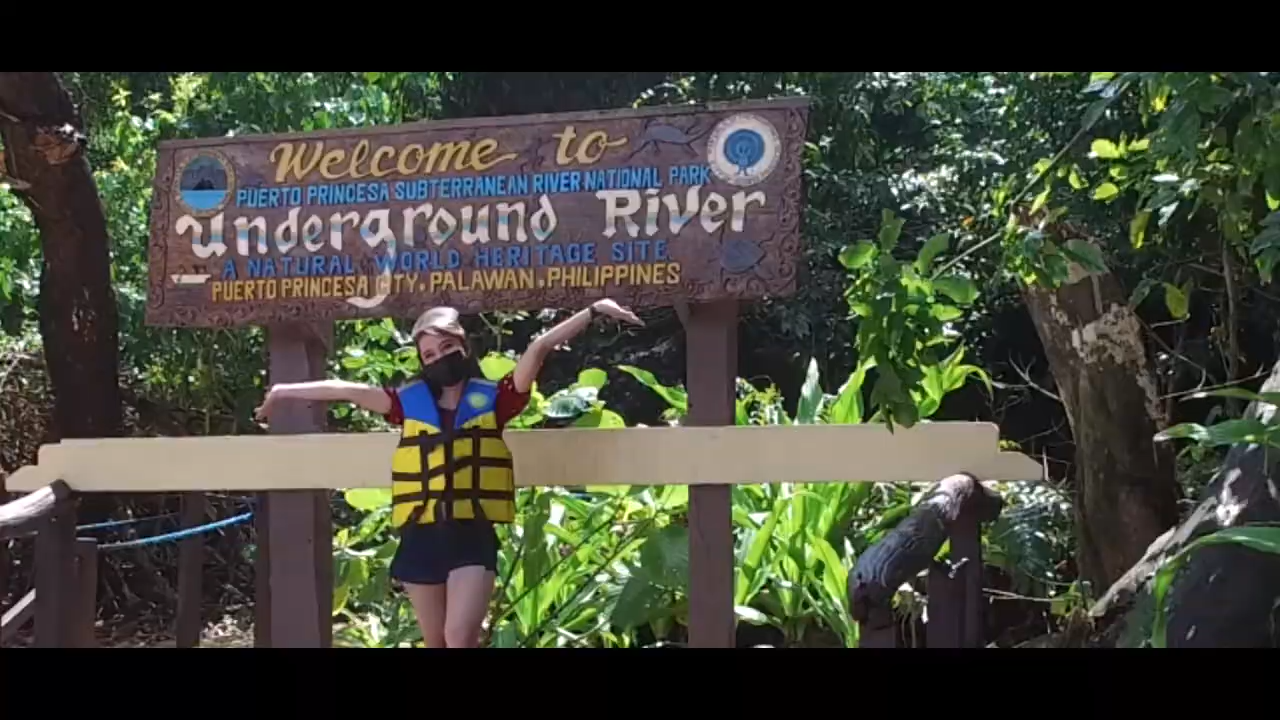 Welcome to
PUERTO PRINCESA SUBTERRANEAN RIVER NATIONAL PARK
Underground River
A NATURAL WORLD HERITAGE SITE
PUERTO PRINCESA CITY, PALAWAN, PHILIPPINES